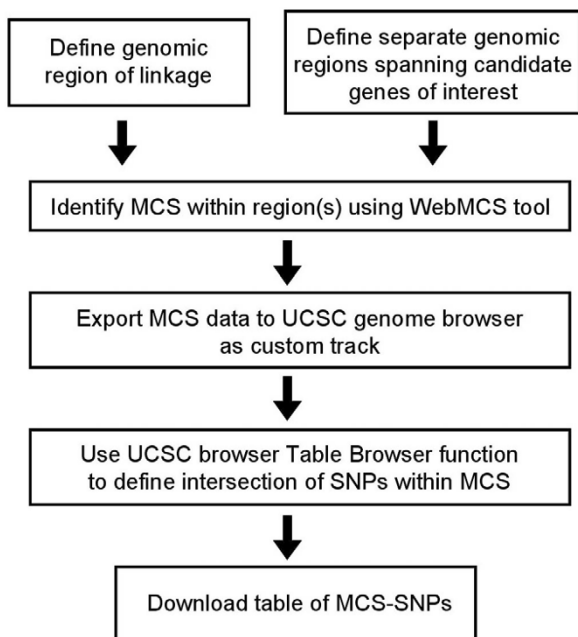 Define genomic
region of linkage
Define separate genomic
regions spanning candidate
genes of interest
Identify MCS within region(s) using WebMCS tool
Export MCS data to UCSC genome browser
as custom track
Use UCSC browser Table Browser function
to define intersection of SNPs within MCS
Download table of MCS-SNPs